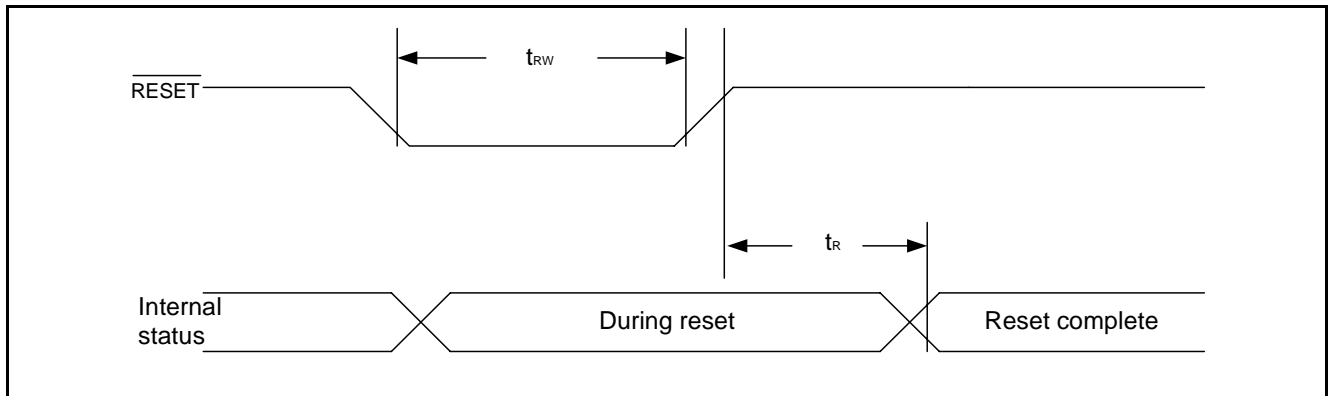 tRW
RESET
tR
Internal
status
During reset
Reset complete